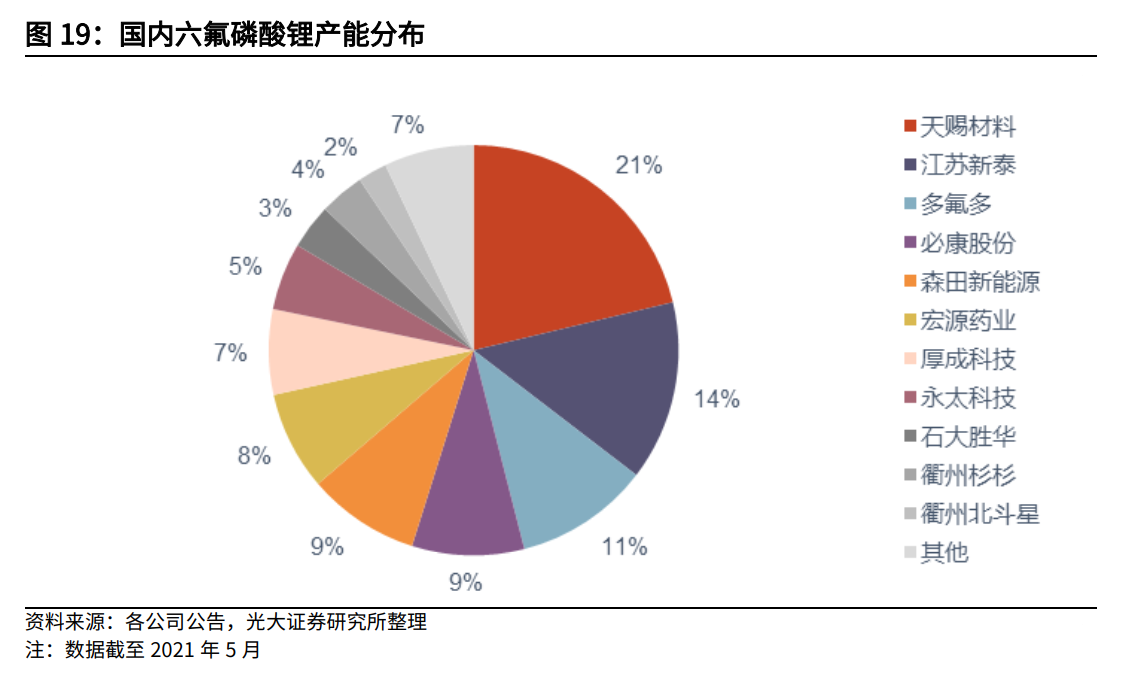 图 19：国内六氟磷酸锂产能分布
7%
2%
4%
3%
5%
7%
8%
9%
9%
11%
14%
21%
天赐材料
江苏新泰
多氟多
必康股份
森田新能源
宏源药业
厚成科技
永太科技
石大胜华
衢州杉杉
衢州北斗星
其他
资料来源：各公司公告，光大证券研究所整理
注：数据截至 2021 年 5 月